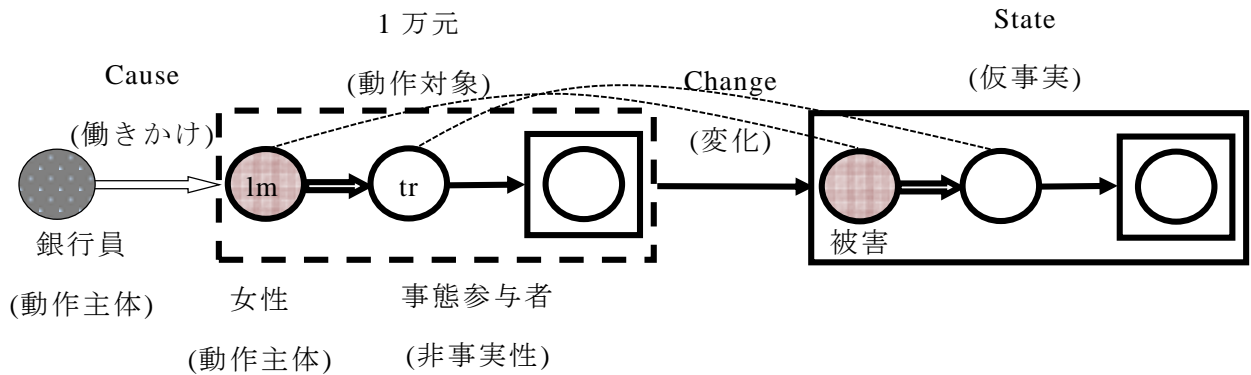 1 万元
State
Cause
(動作対象)
Change
(仮事実)
(働きかけ)
(変化)
lm
tr
銀行員
被害
(動作主体)
女性
事態参与者
(動作主体)
(非事実性)